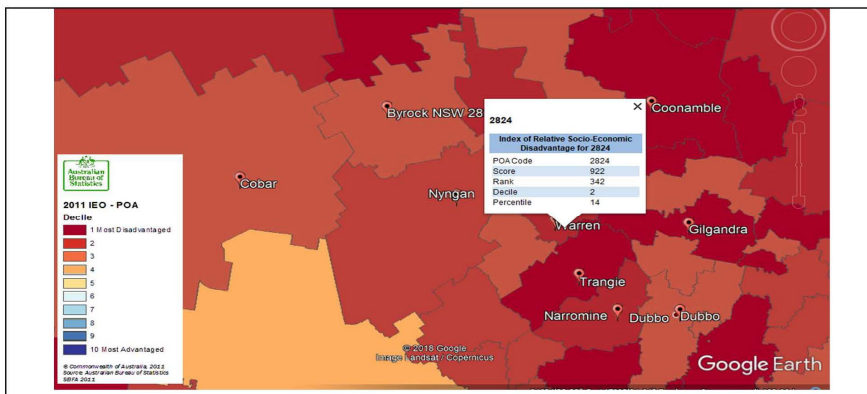 Byrock NSW 28
Coonamble
Cobar
Nyngan
Warren
Gilgandra
Trangie
Narromine
Dubbo
Dubbo
2824
Index of Relative Socio-Economic
Disadvantage for 2824
POA Code 2824
Score 922
Rank 342
Decile 2
Percentile 14
Australian
Bureau of
Statistics
2011 IEO - POA
Decile
1 Most Disadvantaged
2
3
4
5
6
7
8
9
10 Most Advantaged
© Commonwealth of Australia, 2011
Source: Australian Bureau of Statistics
© 2018 Google
Image Landsat / Copernicus
Google Earth